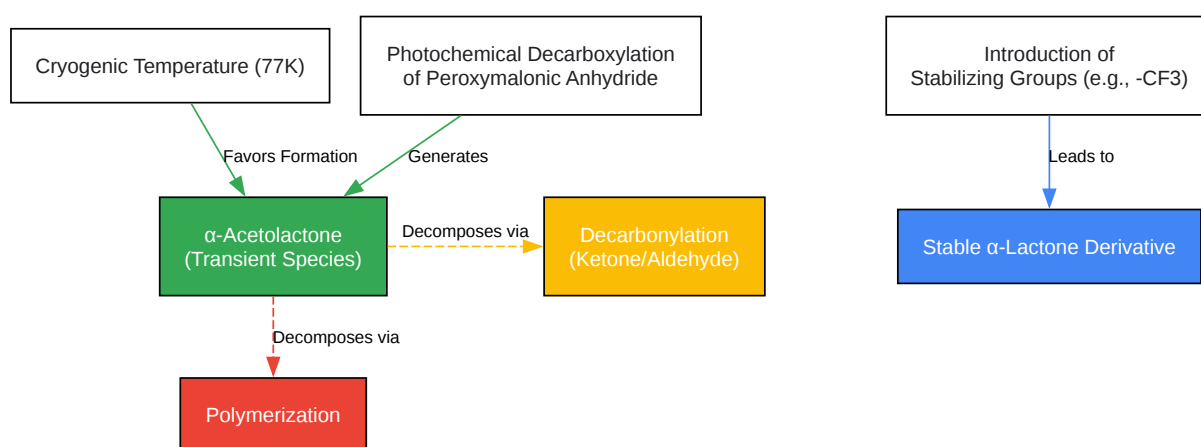 Cryogenic Temperature (77K)
Photochemical Decarboxylation
of Peroxymalonic Anhydride
Introduction of
Stabilizing Groups (e.g., -CF3)
Favors Formation
Generates
Leads to
α-Acetolactone
(Transient Species)
Decomposes via
Decarbonylation
(Ketone/Aldehyde)
Stable α-Lactone Derivative
Decomposes via
Polymerization